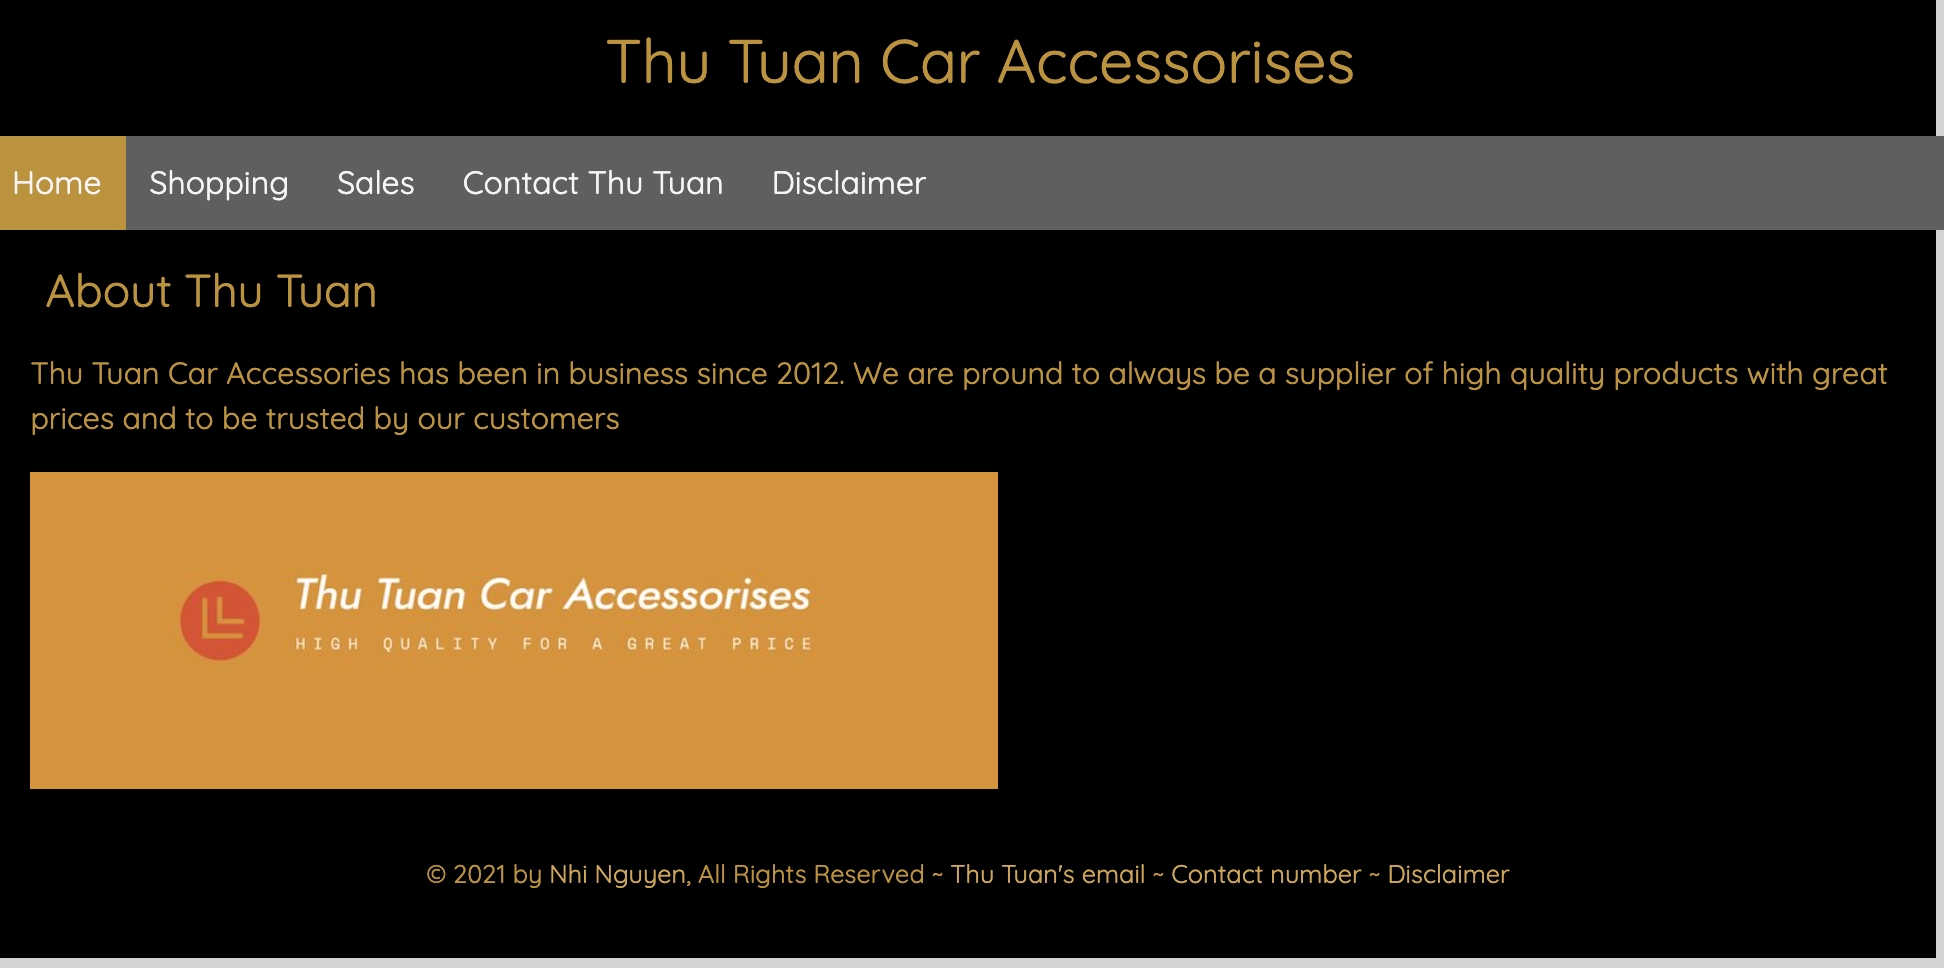 Thu Tuan Car Accessorises
Home Shopping Sales Contact Thu Tuan Disclaimer
About Thu Tuan
Thu Tuan Car Accessories has been in business since 2012. We are pround to always be a supplier of high quality products with great
prices and to be trusted by our customers
Thu Tuan Car Accessorises
HIGH QUALITY FOR A GREAT PRICE
© 2021 by Nhi Nguyen, All Rights Reserved ~ Thu Tuan's email ~ Contact number ~ Disclaimer